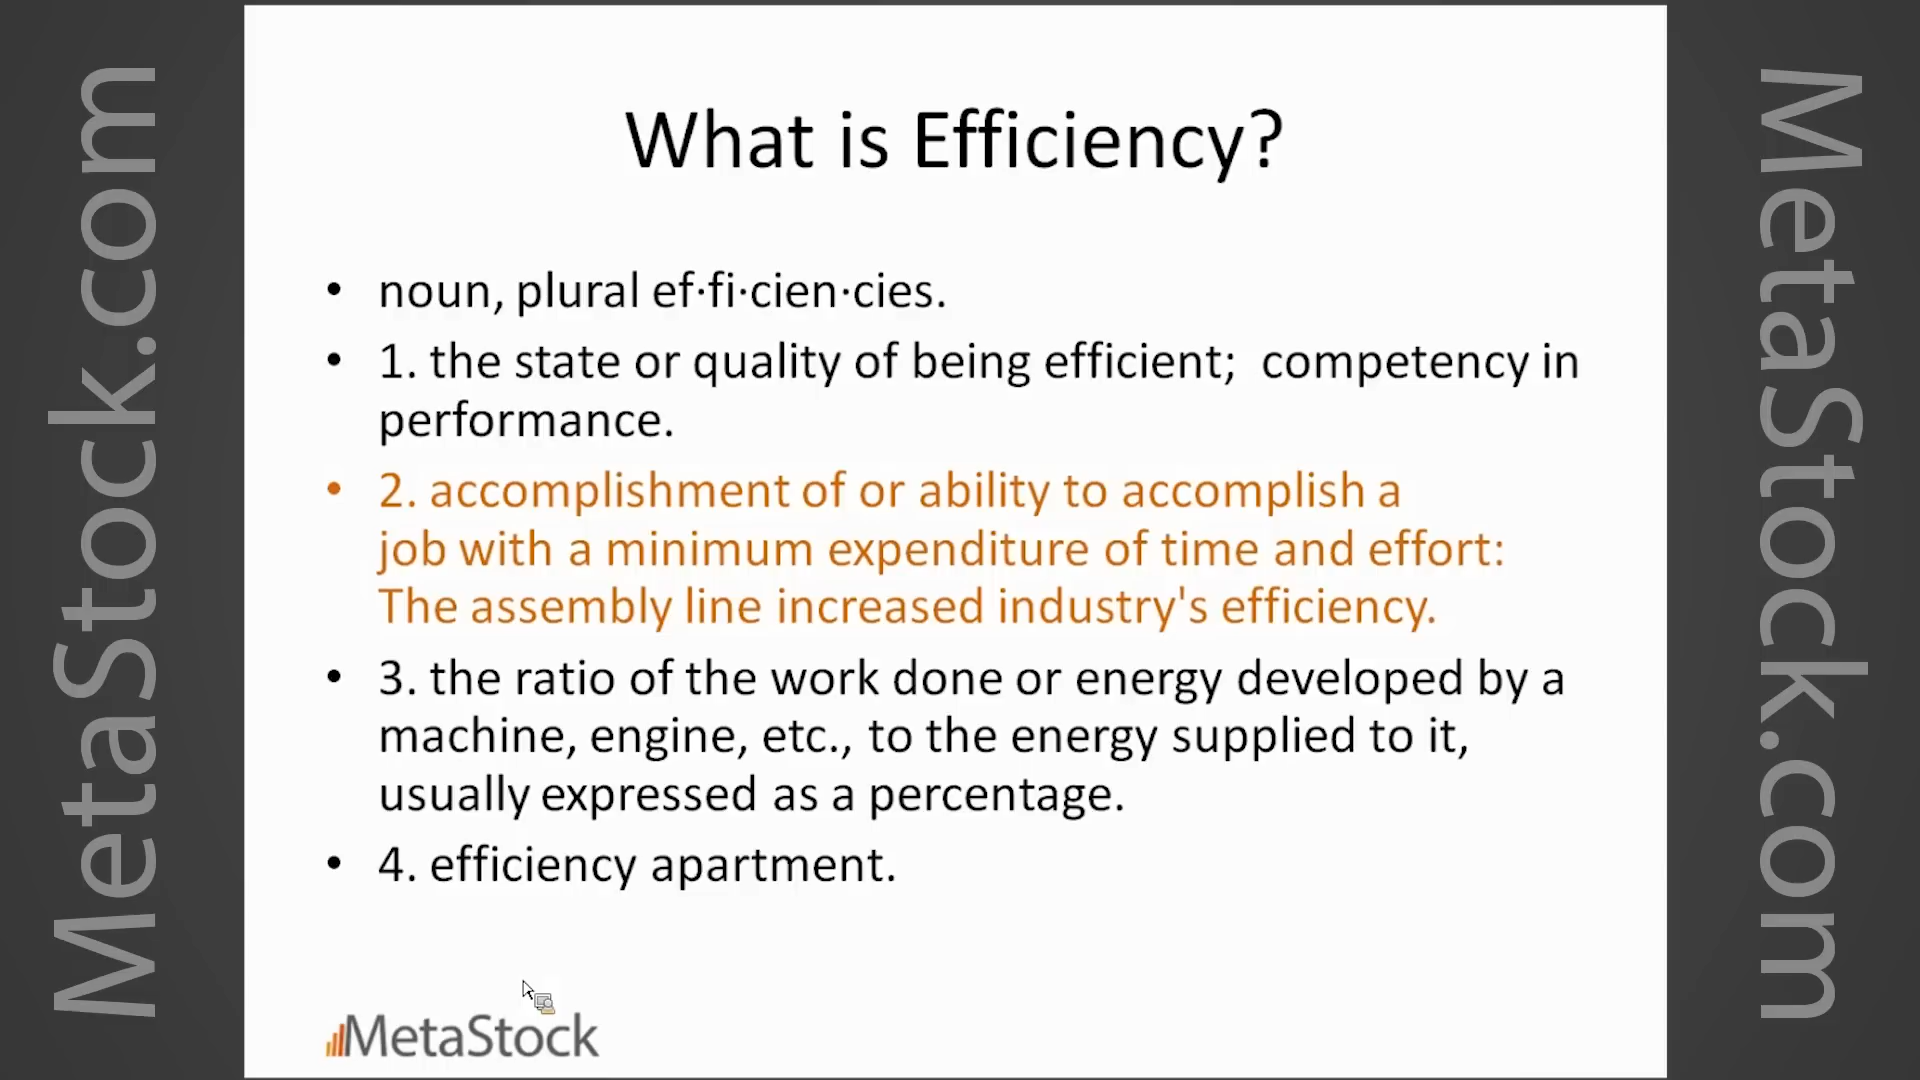 MetaStock.com
What is Efficiency?
• noun, plural ef·fi·cien·cies.
• 1. the state or quality of being efficient;  competency in
performance.
• 2. accomplishment of or ability to accomplish a
job with a minimum expenditure of time and effort:
The assembly line increased industry's efficiency.
• 3. the ratio of the work done or energy developed by a
machine, engine, etc., to the energy supplied to it,
usually expressed as a percentage.
• 4. efficiency apartment.
MetaStock
MetaStock.com